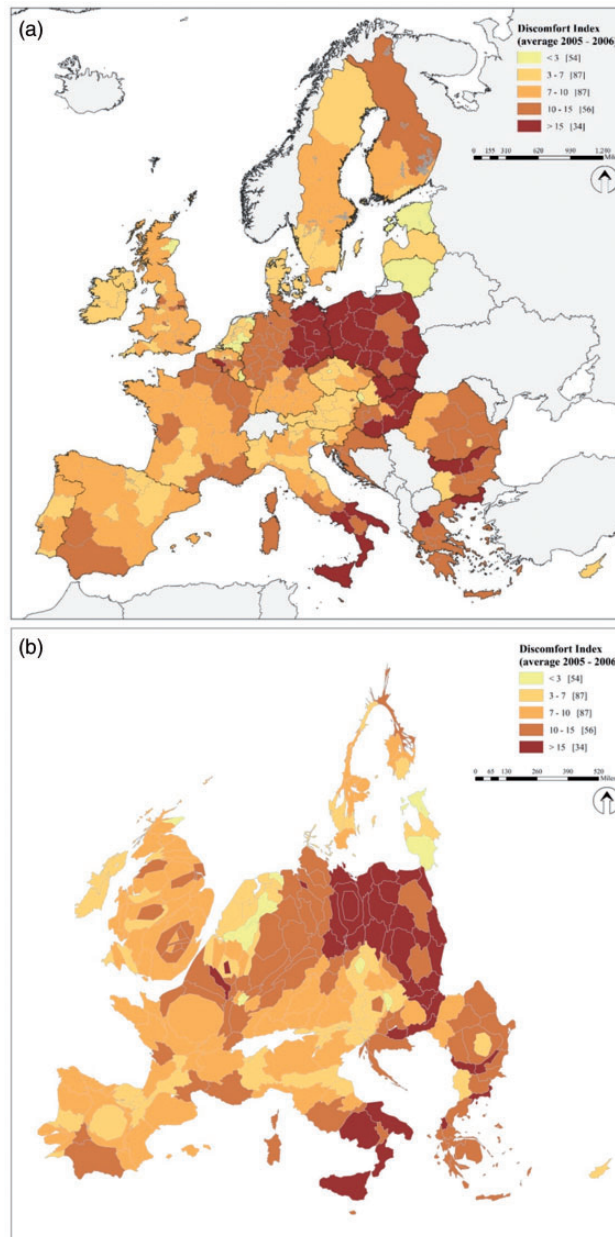 (a)
Discomfort Index
(average 2005 - 2006)
< 3 [54]
3 - 7 [87]
7 - 10 [87]
10 - 15 [56]
> 15 [34]
0 155 310 620 930 1,240
Miles
(b)
Discomfort Index
(average 2005 - 2006)
< 3 [54]
3 - 7 [87]
7 - 10 [87]
10 - 15 [56]
> 15 [34]
0 65 130 260 390 520
Miles